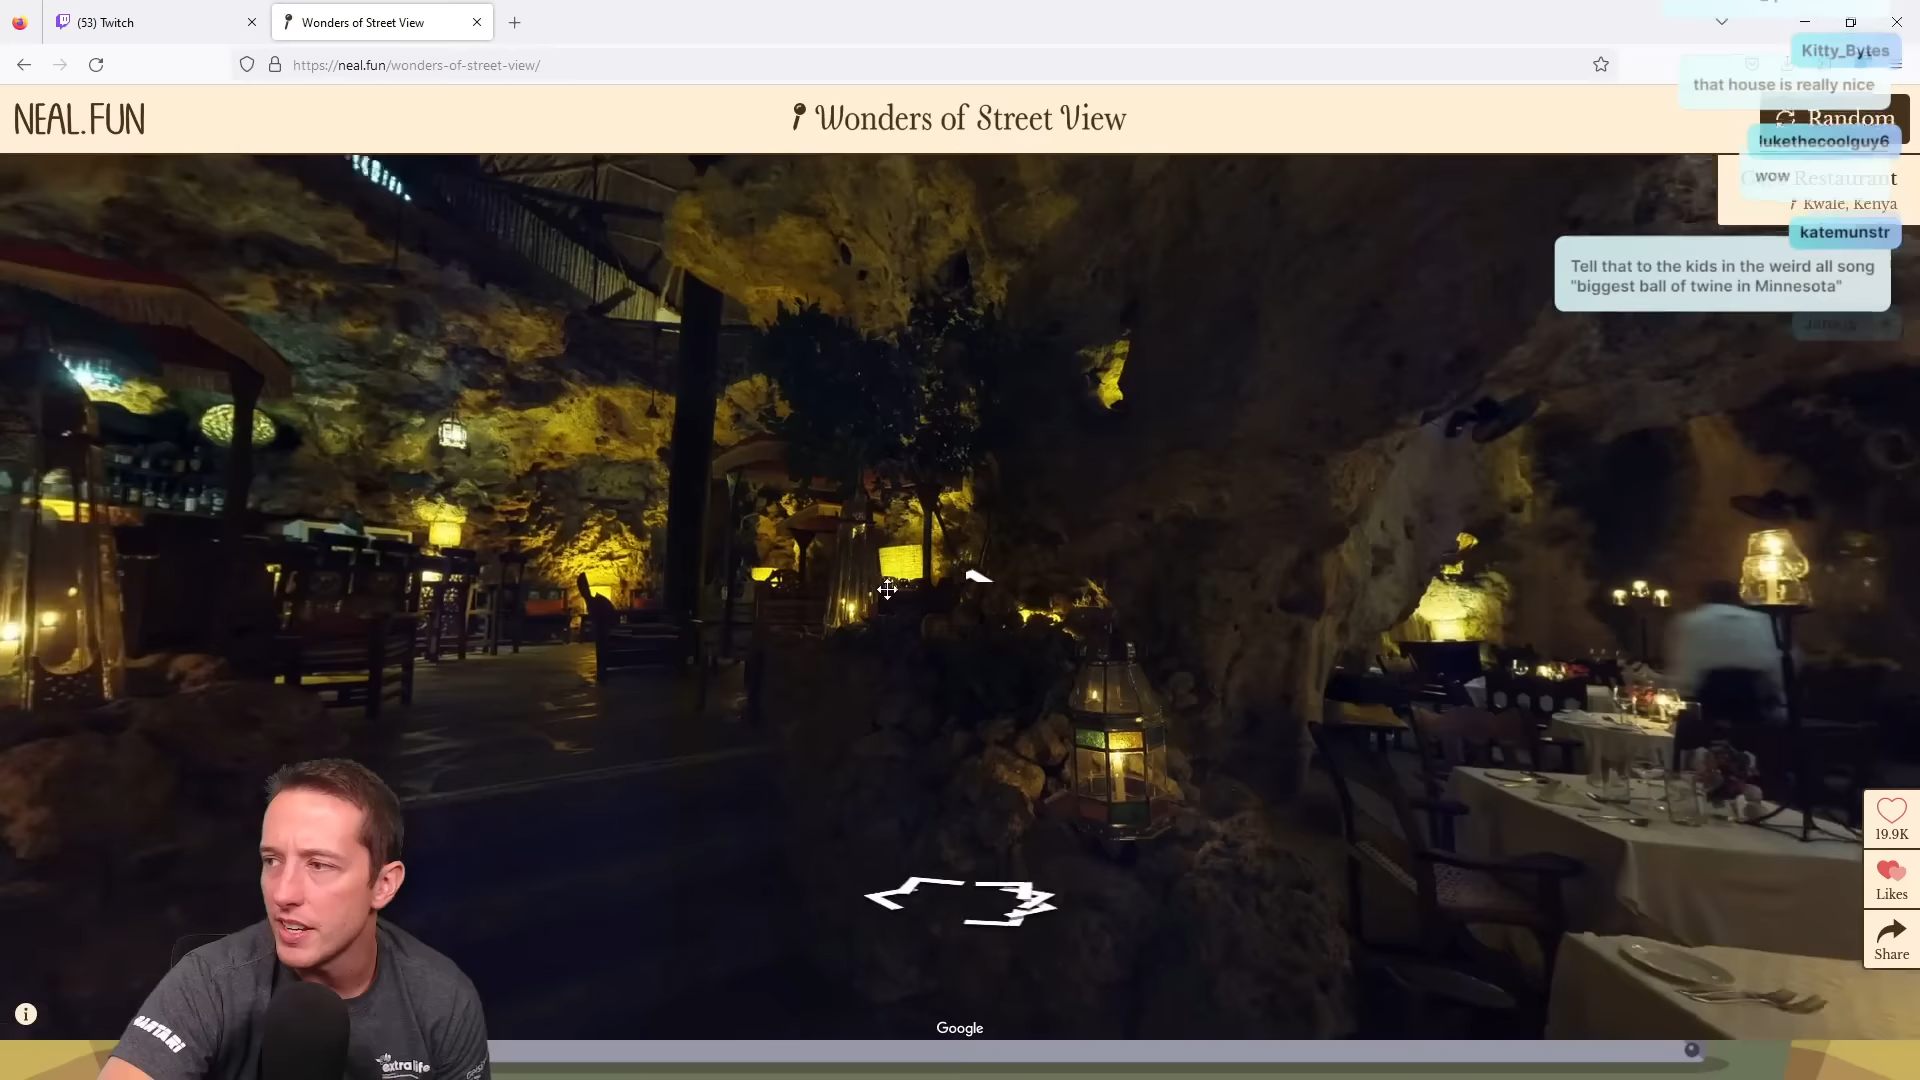 (53) Twitch
Wonders of Street View
https://neal.fun/wonders-of-street-view/
Kitty_Bytes
that house is really nice
NEAL.FUN
Wonders of Street View
Random
lukethecoolguy6
wow
Restaurant
Kwale, Kenya
katemunstr
Tell that to the kids in the weird all song
"biggest ball of twine in Minnesota"
19.9K
Likes
Share
Google
extralife